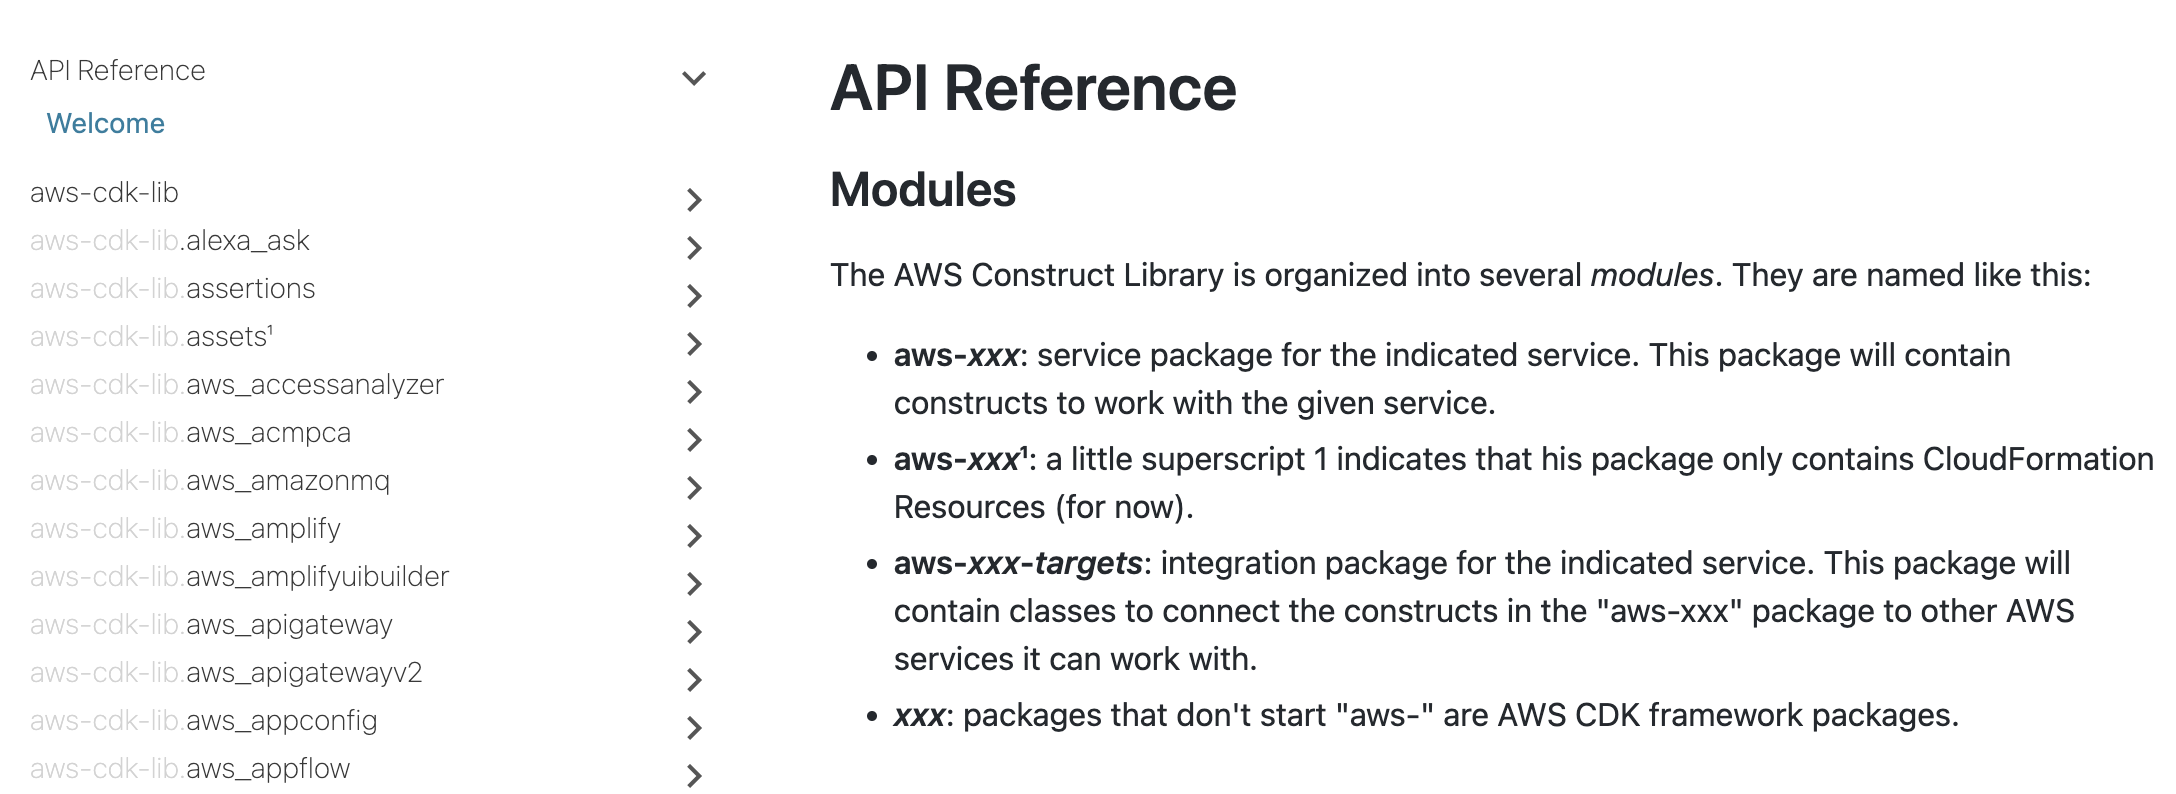 API Reference
Welcome
aws-cdk-lib
aws-cdk-lib.alexa_ask
aws-cdk-lib.assertions
aws-cdk-lib.assets¹
aws-cdk-lib.aws_accessanalyzer
aws-cdk-lib.aws_acmpca
aws-cdk-lib.aws_amazonmq
aws-cdk-lib.aws_amplify
aws-cdk-lib.aws_amplifyuibuilder
aws-cdk-lib.aws_apigateway
aws-cdk-lib.aws_apigatewayv2
aws-cdk-lib.aws_appconfig
aws-cdk-lib.aws_appflow
API Reference
Modules
The AWS Construct Library is organized into several modules. They are named like this:
• aws-xxx: service package for the indicated service. This package will contain
constructs to work with the given service.
• aws-xxx¹: a little superscript 1 indicates that his package only contains CloudFormation
Resources (for now).
• aws-xxx-targets: integration package for the indicated service. This package will
contain classes to connect the constructs in the "aws-xxx" package to other AWS
services it can work with.
• xxx: packages that don't start "aws-" are AWS CDK framework packages.